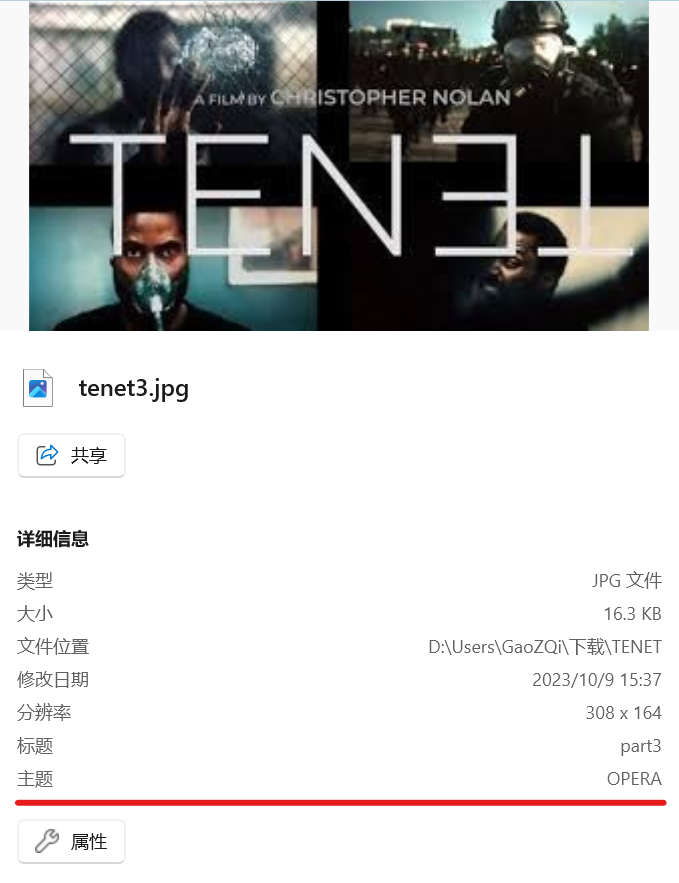 A FILM BY CHRISTOPHER NOLAN
TENET
tenet3.jpg
共享
详细信息
类型 JPG 文件
大小 16.3 KB
文件位置 D:\Users\GaoZQi\下载\TENET
修改日期 2023/10/9 15:37
分辨率 308 x 164
标题 part3
主题 OPERA
属性